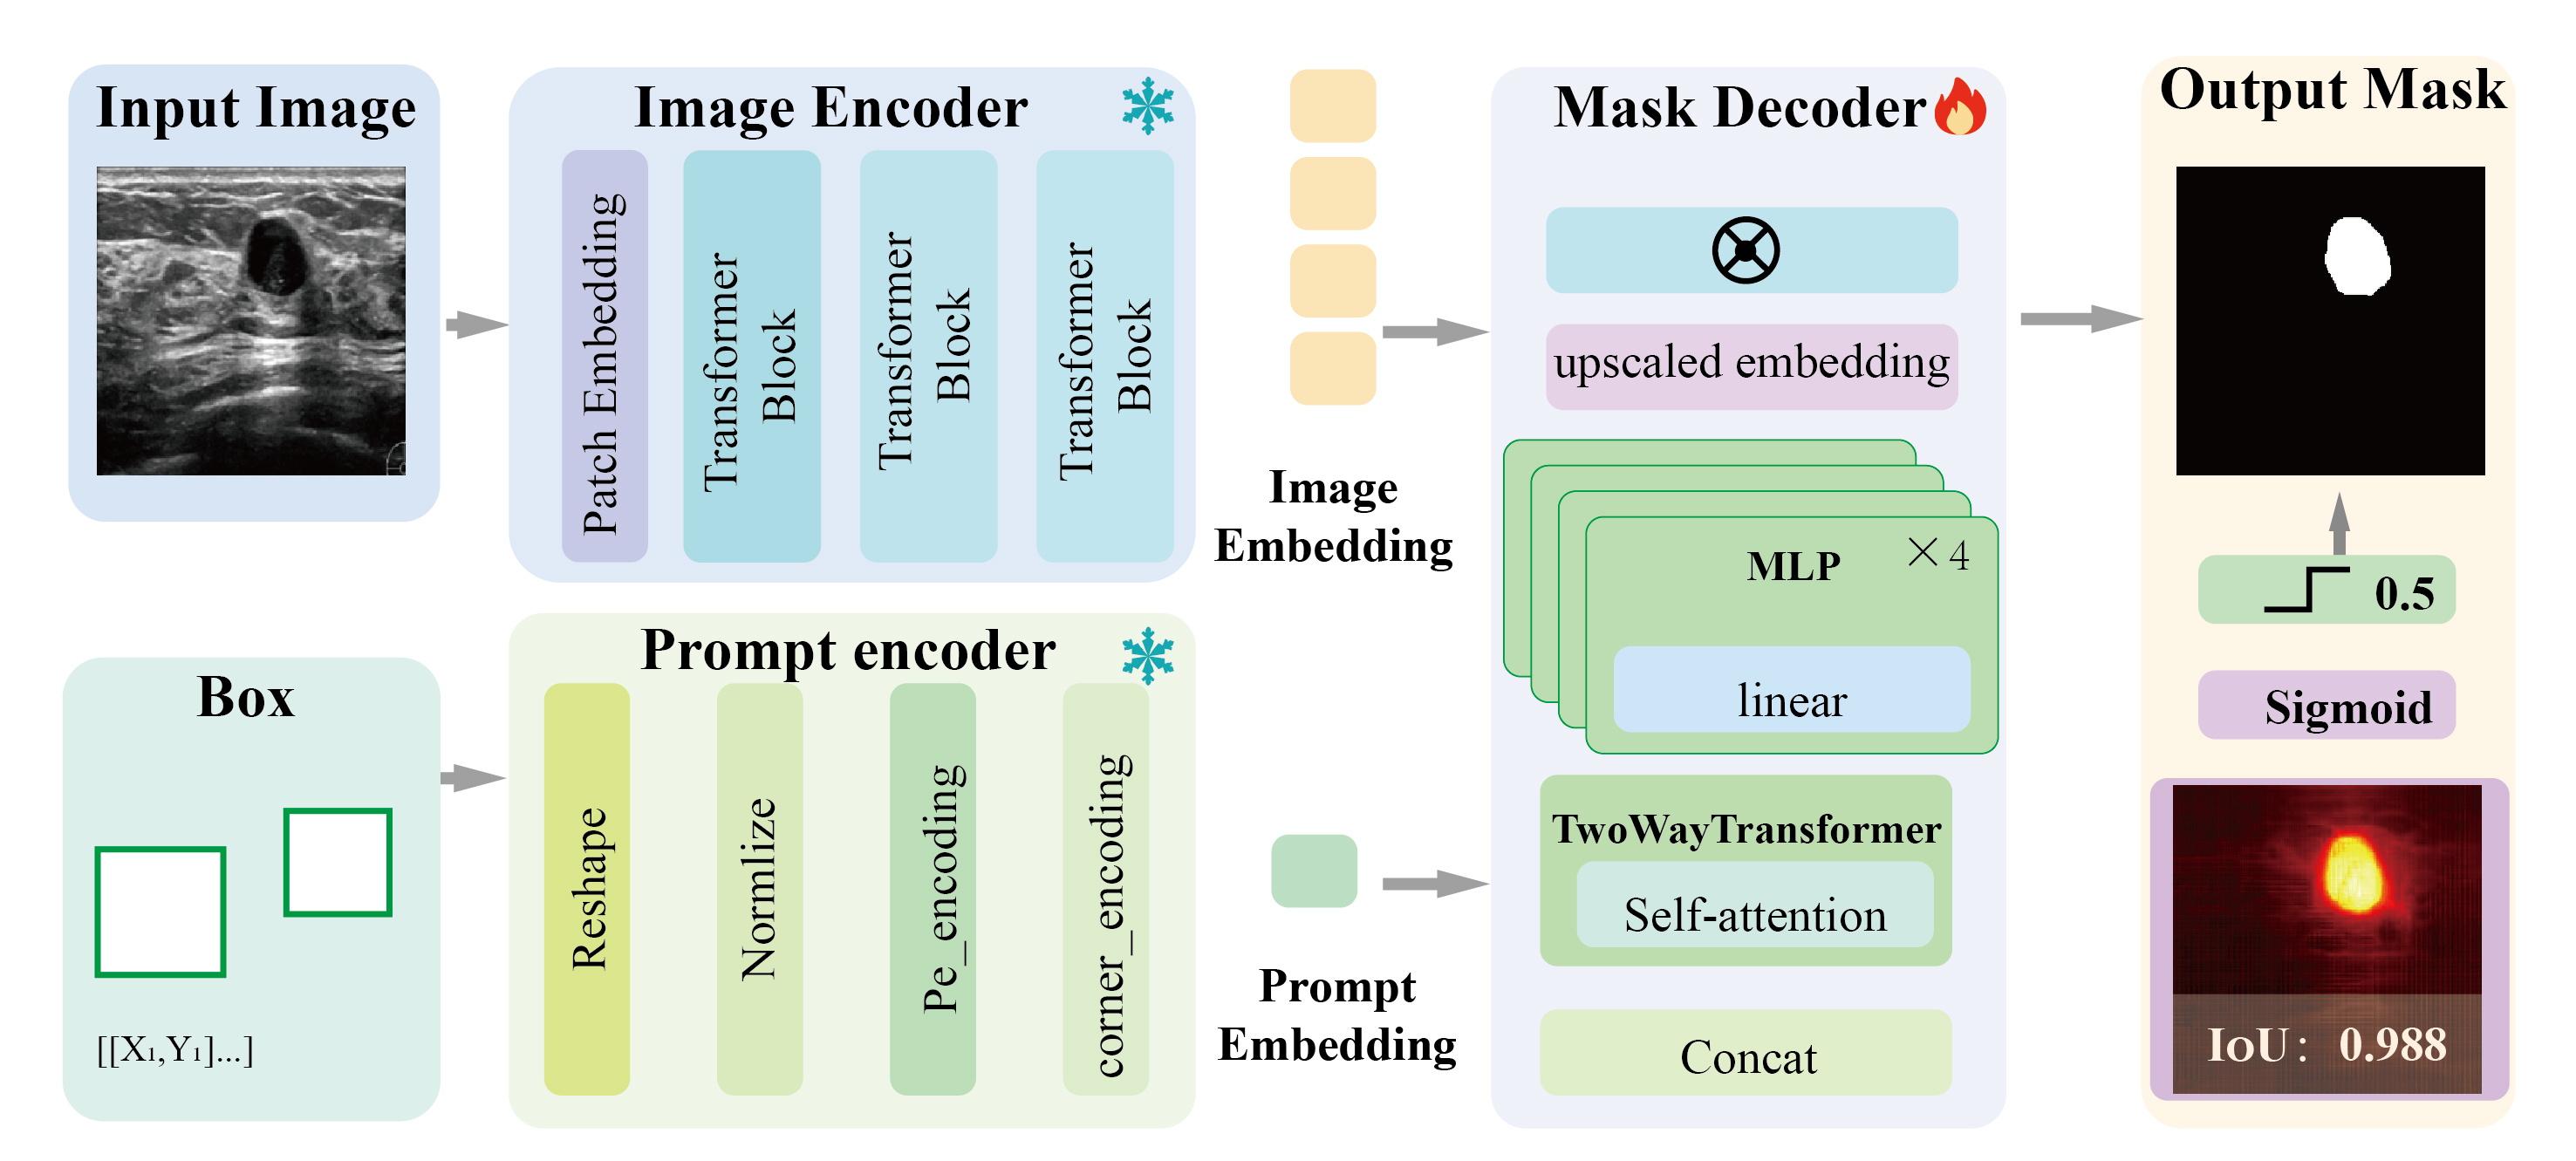 Input Image
Image Encoder
Patch Embedding
Transformer
Block
Transformer
Block
Transformer
Block
Image
Embedding
Box
[[X₁,Y₁]...]
Prompt encoder
Reshape
Normlize
Pe_encoding
corner_encoding
Prompt
Embedding
Mask Decoder
upscaled embedding
MLP
×4
linear
TwoWayTransformer
Self-attention
Concat
Output Mask
0.5
Sigmoid
IoU: 0.988